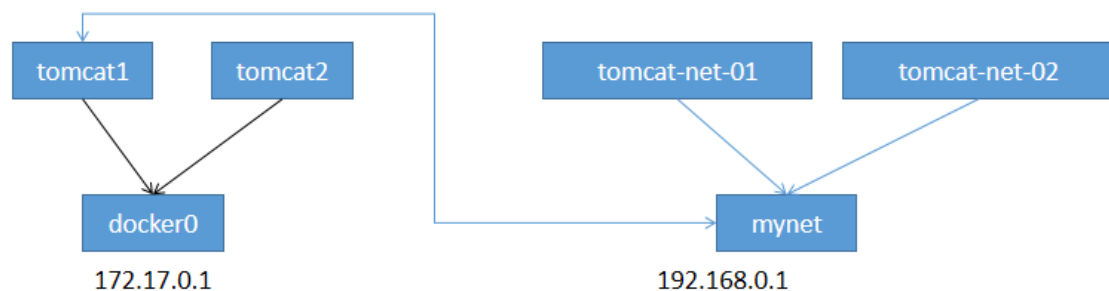 tomcat1
tomcat2
tomcat-net-01
tomcat-net-02
docker0
mynet
172.17.0.1
192.168.0.1